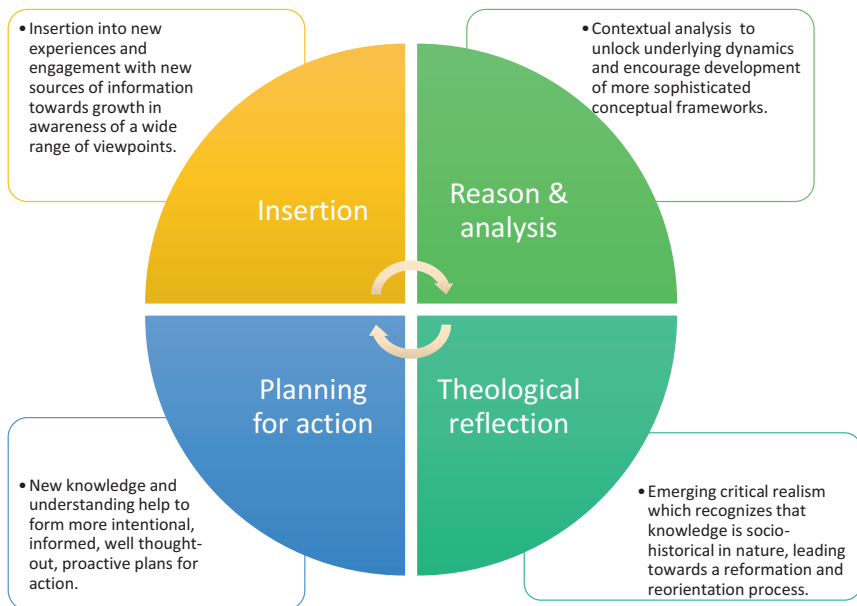 •Insertion into new
experiences and
engagement with new
sources of information
towards growth in
awareness of a wide
range of viewpoints.
•Contextual analysis to
unlock underlying dynamics
and encourage development
of more sophisticated
conceptual frameworks.
Insertion
Reason &
analysis
Planning
for action
Theological
reflection
•New knowledge and
understanding help to
form more intentional,
informed, well thought-
out, proactive plans for
action.
•Emerging critical realism
which recognizes that
knowledge is socio-
historical in nature, leading
towards a reformation and
reorientation process.